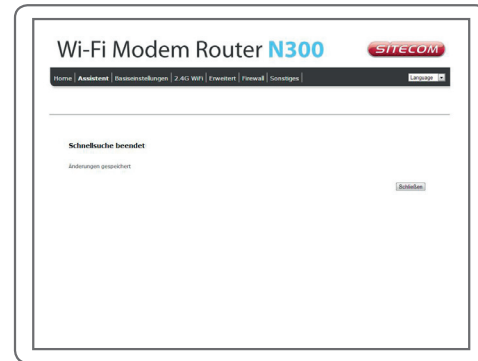 Wi-Fi Modem Router N300
SITECOM
Home | Assistent | Basiseinstellungen | 2.4G WiFi | Erweitert | Firewall | Sonstiges |
Language
Schnellsuche beendet
Änderungen gespeichert
Schließen